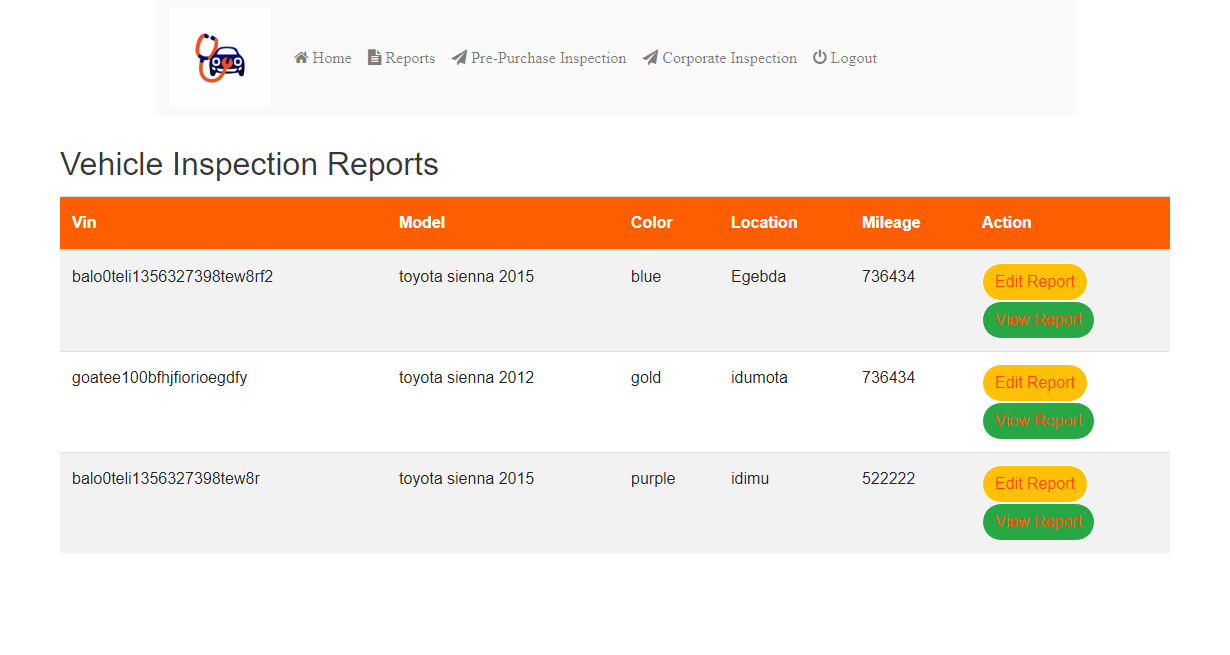 Home Reports Pre-Purchase Inspection Corporate Inspection Logout
Vehicle Inspection Reports
Vin Model Color Location Mileage Action
balo0teli1356327398tew8rf2 toyota sienna 2015 blue Egebda 736434 Edit Report
View Report
goatee100bfhjfiorioegdfy toyota sienna 2012 gold idumota 736434 Edit Report
View Report
balo0teli1356327398tew8r toyota sienna 2015 purple idimu 522222 Edit Report
View Report